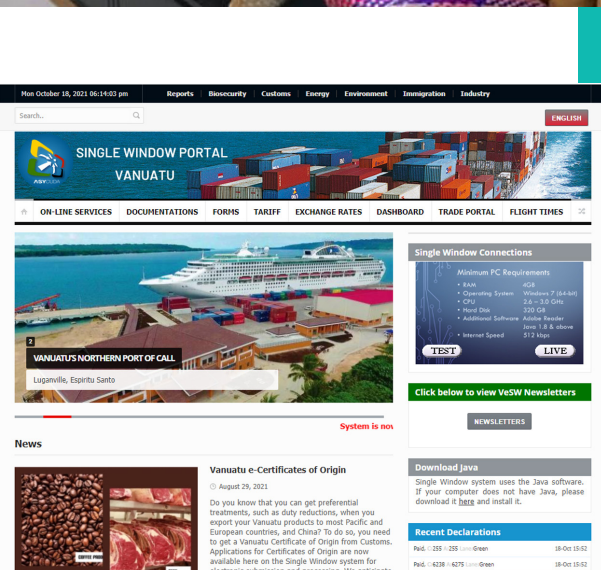 Mon October 18, 2021 06:14:03 pm
Reports
Biosecurity
Customs
Energy
Environment
Immigration
Industry
Search..
ENGLISH
ASYCUDA
SINGLE WINDOW PORTAL
VANUATU
ON-LINE SERVICES
DOCUMENTATIONS
FORMS
TARIFF
EXCHANGE RATES
DASHBOARD
TRADE PORTAL
FLIGHT TIMES
2
VANUATU'S NORTHERN PORT OF CALL
Luganville, Espiritu Santo
System is now
News
Vanuatu e-Certificates of Origin
August 29, 2021
Do you know that you can get preferential
treatments, such as duty reductions, when you
export your Vanuatu products to most Pacific and
European countries, and China? To do so, you need
to get a Vanuatu Certificate of Origin from Customs.
Applications for Certificates of Origin are now
available here on the Single Window system for
Single Window Connections
Minimum PC Requirements
• RAM 4GB
• Operating System Windows 7 (64-bit)
• CPU 2.6 – 3.0 GHz
• Hard Disk 320 GB
• Additional Software Adobe Reader
Java 1.8 & above
• Internet Speed 512 kbps
TEST
LIVE
Click below to view VeSW Newsletters
NEWSLETTERS
Download Java
Single Window system uses the Java software.
If your computer does not have Java, please
download it here and install it.
Recent Declarations
Paid, C 255 A 255 Lane Green 18-Oct 15:52
Paid, C 6238 A 6275 Lane Green 18-Oct 15:52